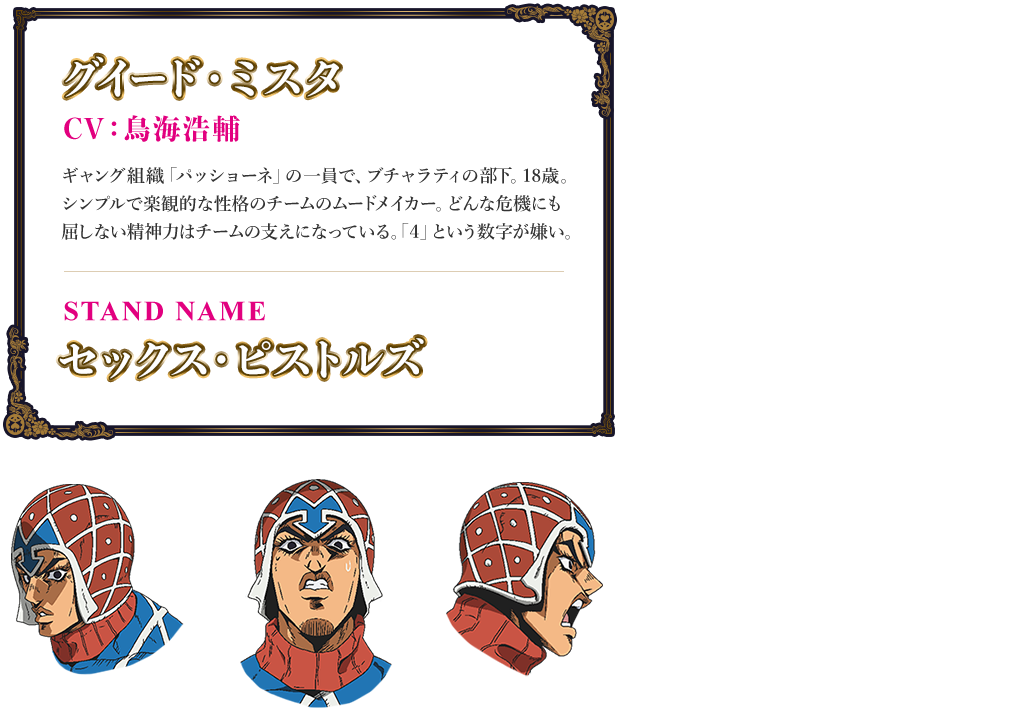 グイード・ミスタ
CV：鳥海浩輔
ギャング組織「パッショーネ」の一員で、ブチャラティの部下。18歳。
シンプルで楽観的な性格のチームのムードメイカー。どんな危機にも
屈しない精神力はチームの支えになっている。「4」という数字が嫌い。
STAND NAME
セックス・ピストルズ